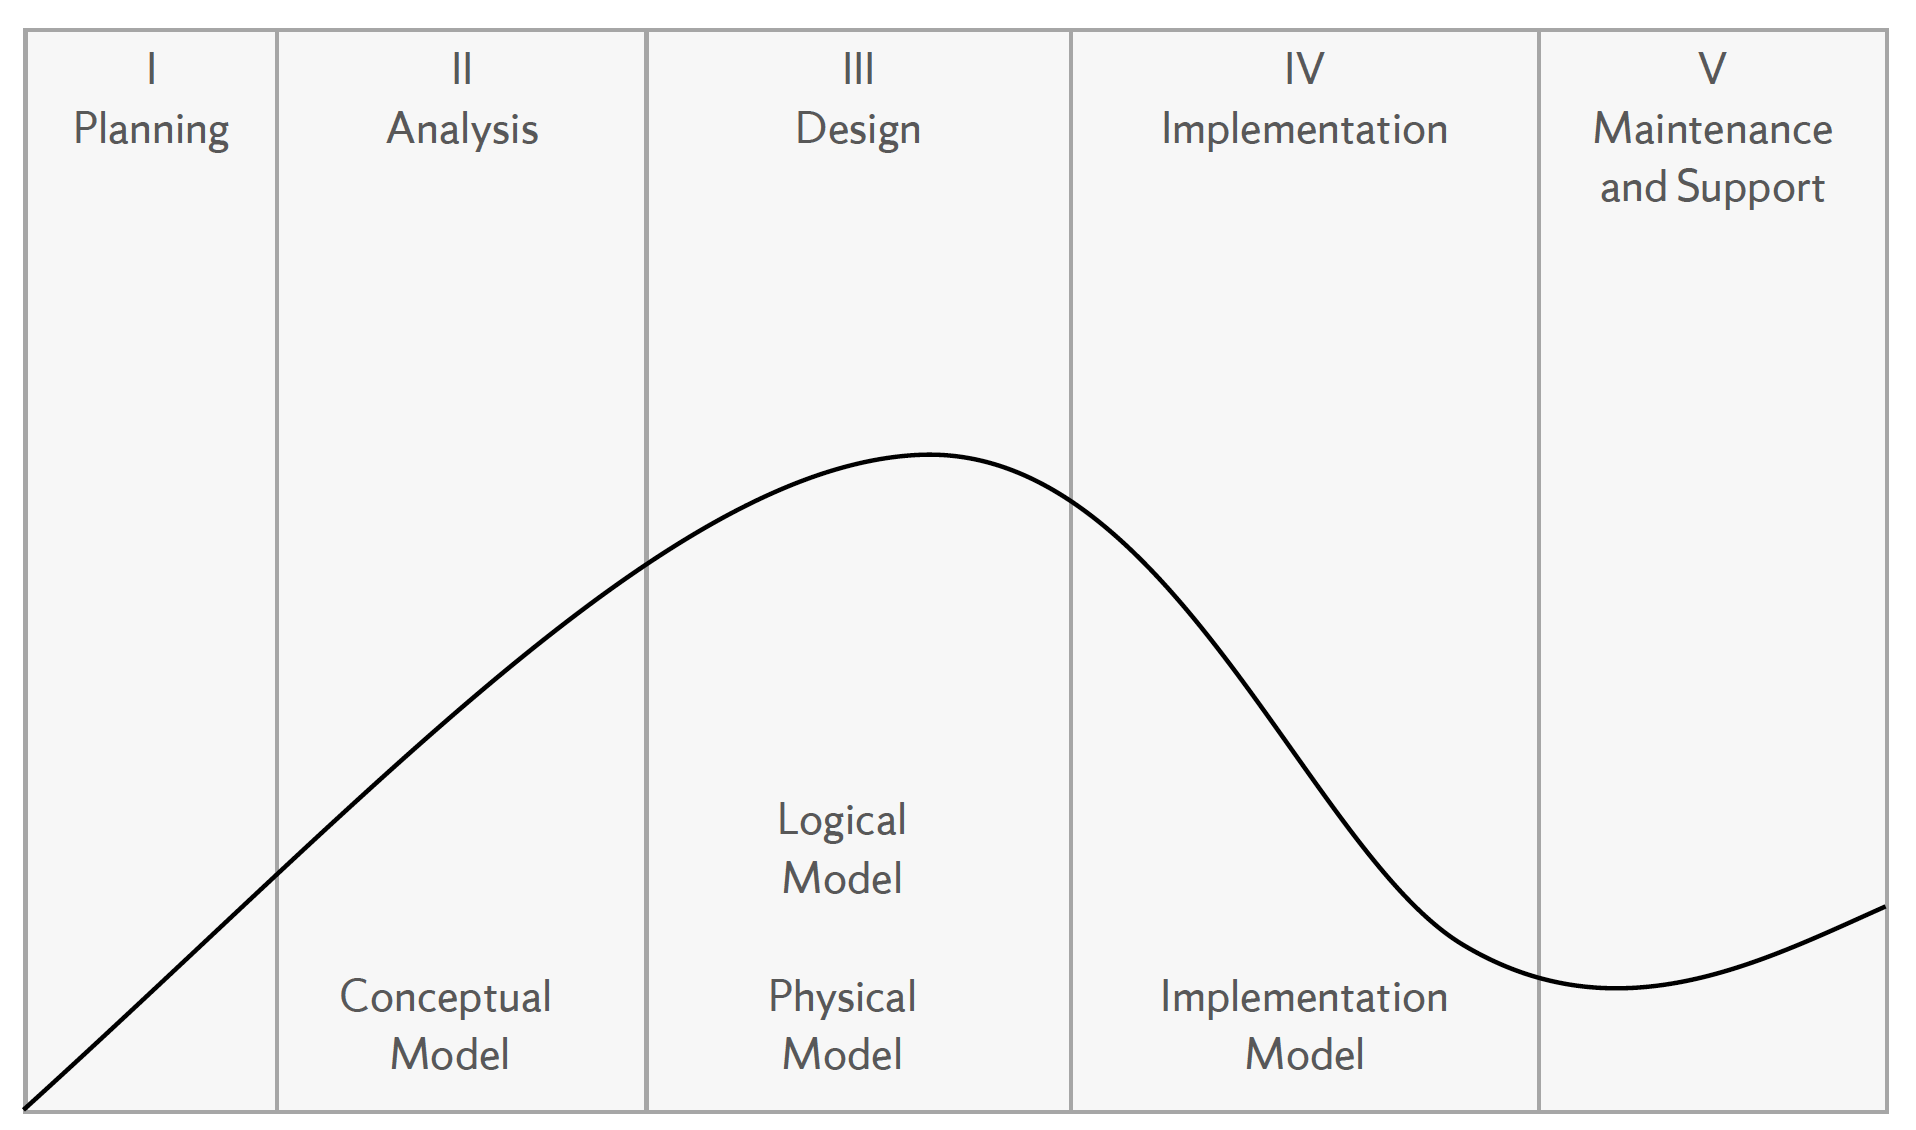 I
Planning
II
Analysis
III
Design
IV
Implementation
V
Maintenance
and Support
Logical
Model
Conceptual
Model
Physical
Model
Implementation
Model